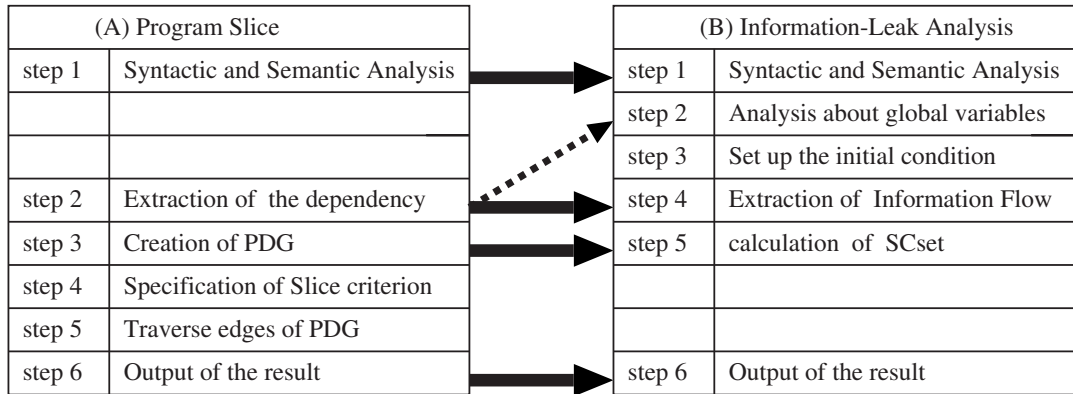 (A) Program Slice
step 1 Syntactic and Semantic Analysis
step 2 Extraction of the dependency
step 3 Creation of PDG
step 4 Specification of Slice criterion
step 5 Traverse edges of PDG
step 6 Output of the result
(B) Information-Leak Analysis
step 1 Syntactic and Semantic Analysis
step 2 Analysis about global variables
step 3 Set up the initial condition
step 4 Extraction of Information Flow
step 5 calculation of SCset
step 6 Output of the result